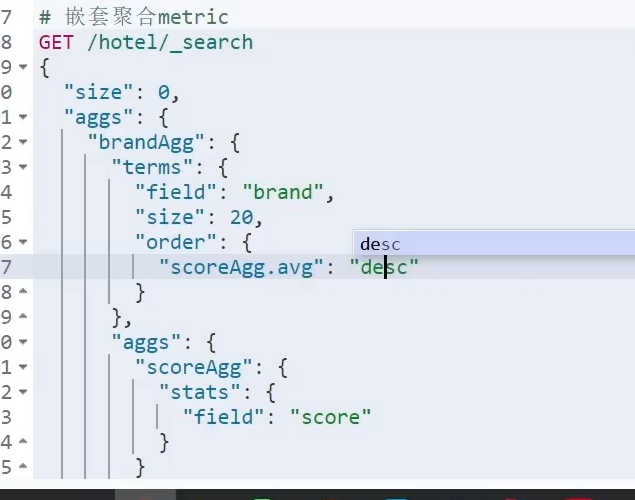 7 # 嵌套聚合metric
8 GET /hotel/_search
9 {
0 "size": 0,
1 "aggs": {
2 "brandAgg": {
3 "terms": {
4 "field": "brand",
5 "size": 20,
6 "order": {
desc
7 "scoreAgg.avg": "desc"
8 }
9 },
0 "aggs": {
1 "scoreAgg": {
2 "stats": {
3 "field": "score"
4 }
5 }